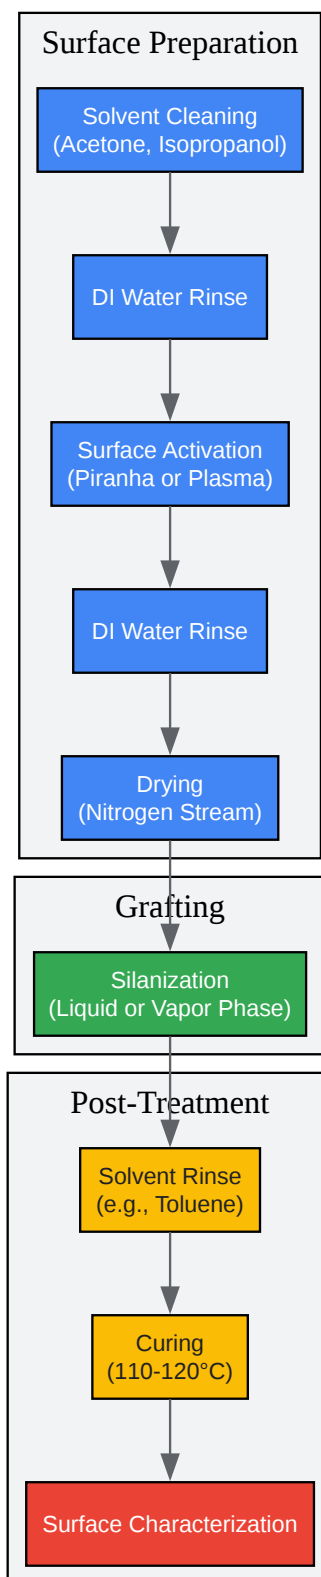 Surface Preparation
Solvent Cleaning
(Acetone, Isopropanol)
DI Water Rinse
Surface Activation
(Piranha or Plasma)
DI Water Rinse
Drying
(Nitrogen Stream)
Grafting
Silanization
(Liquid or Vapor Phase)
Post-Treatment
Solvent Rinse
(e.g., Toluene)
Curing
(110-120°C)
Surface Characterization